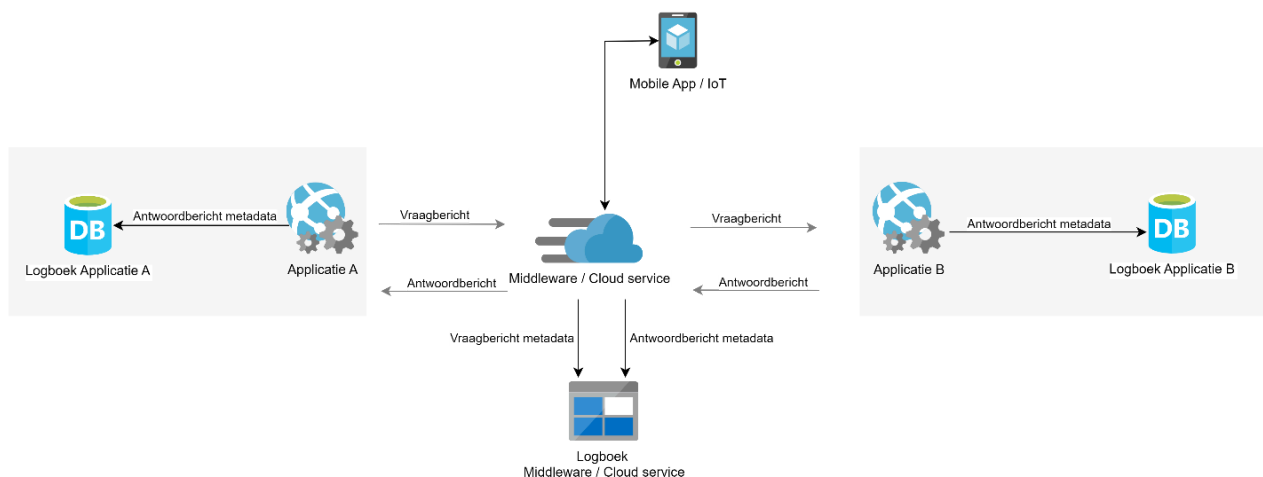 Mobile App / IoT
DB
Antwoordbericht metadata
Logboek Applicatie A
Applicatie A
Vraagbericht
Antwoordbericht
Middleware / Cloud service
Vraagbericht
Antwoordbericht
Applicatie B
Antwoordbericht metadata
DB
Logboek Applicatie B
Vraagbericht metadata
Antwoordbericht metadata
Logboek
Middleware / Cloud service